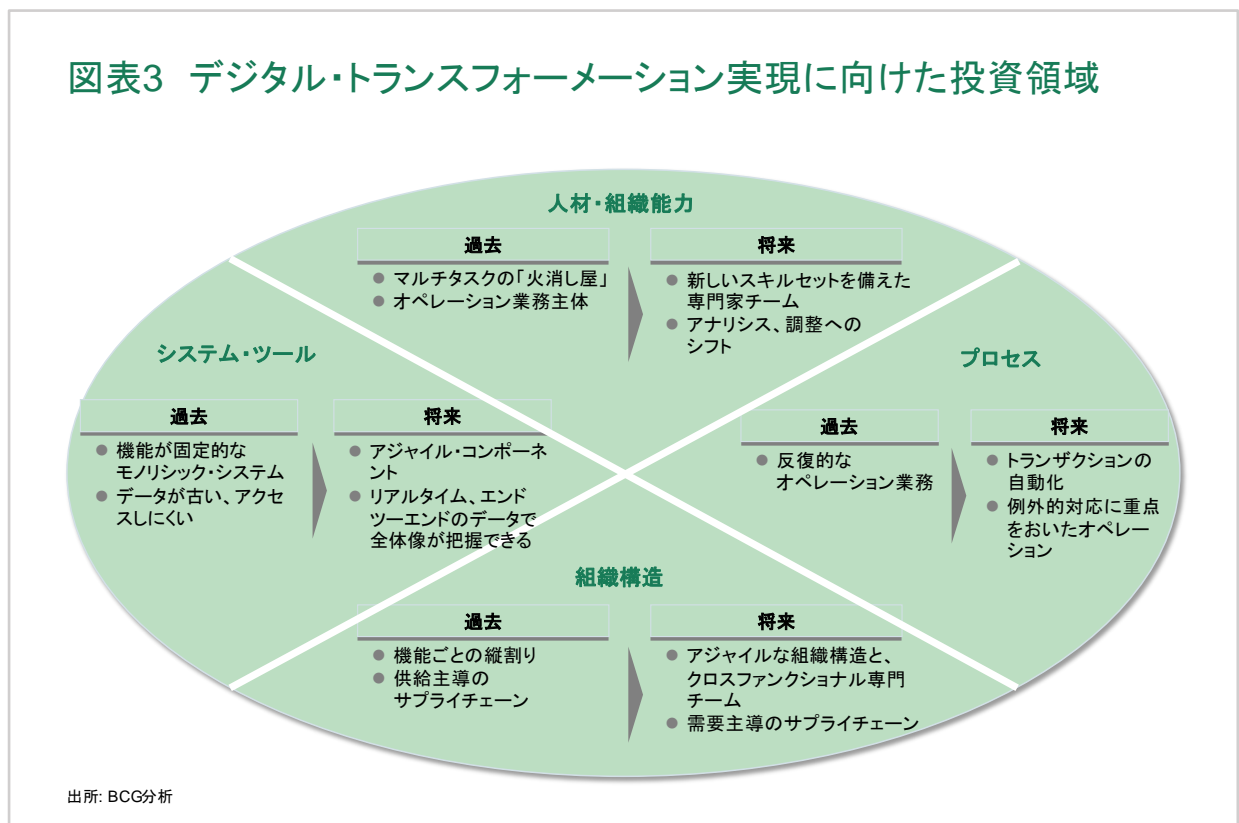 図表3 デジタル・トランスフォーメーション実現に向けた投資領域
人材・組織能力
過去
● マルチタスクの「火消し屋」
● オペレーション業務主体
将来
● 新しいスキルセットを備えた
専門家チーム
● アナリシス、調整への
シフト
システム・ツール
過去
● 機能が固定的な
モノリシック・システム
● データが古い、アクセ
スしにくい
将来
● アジャイル・コンポーネ
ント
● リアルタイム、エンド
ツーエンドのデータで
全体像が把握できる
プロセス
過去
● 反復的な
オペレーション業務
将来
● トランザクションの
自動化
● 例外的対応に重点
をおいたオペレー
ション
組織構造
過去
● 機能ごとの縦割り
● 供給主導の
サプライチェーン
将来
● アジャイルな組織構造と、
クロスファンクショナル専門
チーム
● 需要主導のサプライチェーン
出所: BCG分析